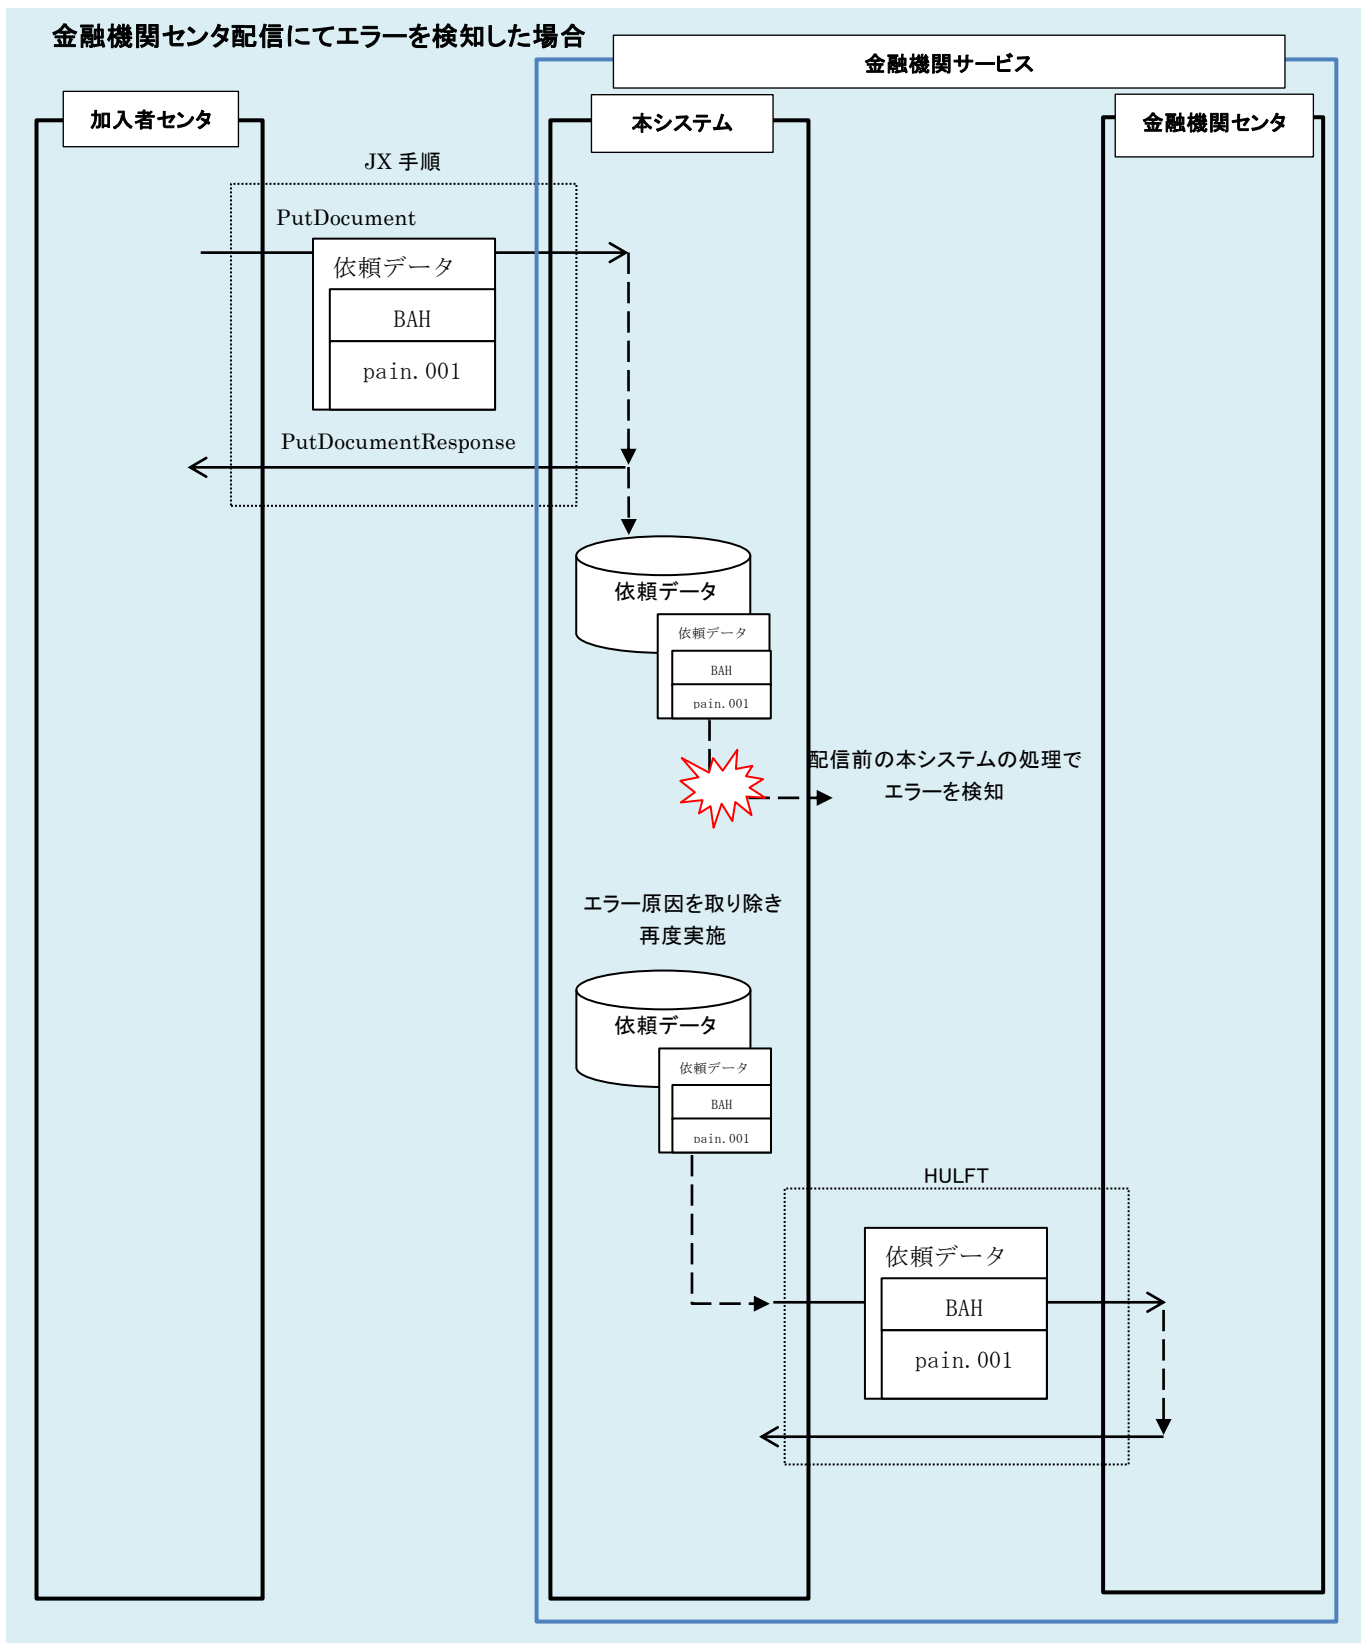 金融機関センタ配信にてエラーを検知した場合
金融機関サービス
加入者センタ
本システム
金融機関センタ
JX 手順
PutDocument
依頼データ
BAH
pain.001
PutDocumentResponse
依頼データ
依頼データ
BAH
pain.001
配信前の本システムの処理で
エラーを検知
エラー原因を取り除き
再度実施
依頼データ
依頼データ
BAH
pain.001
HULFT
依頼データ
BAH
pain.001